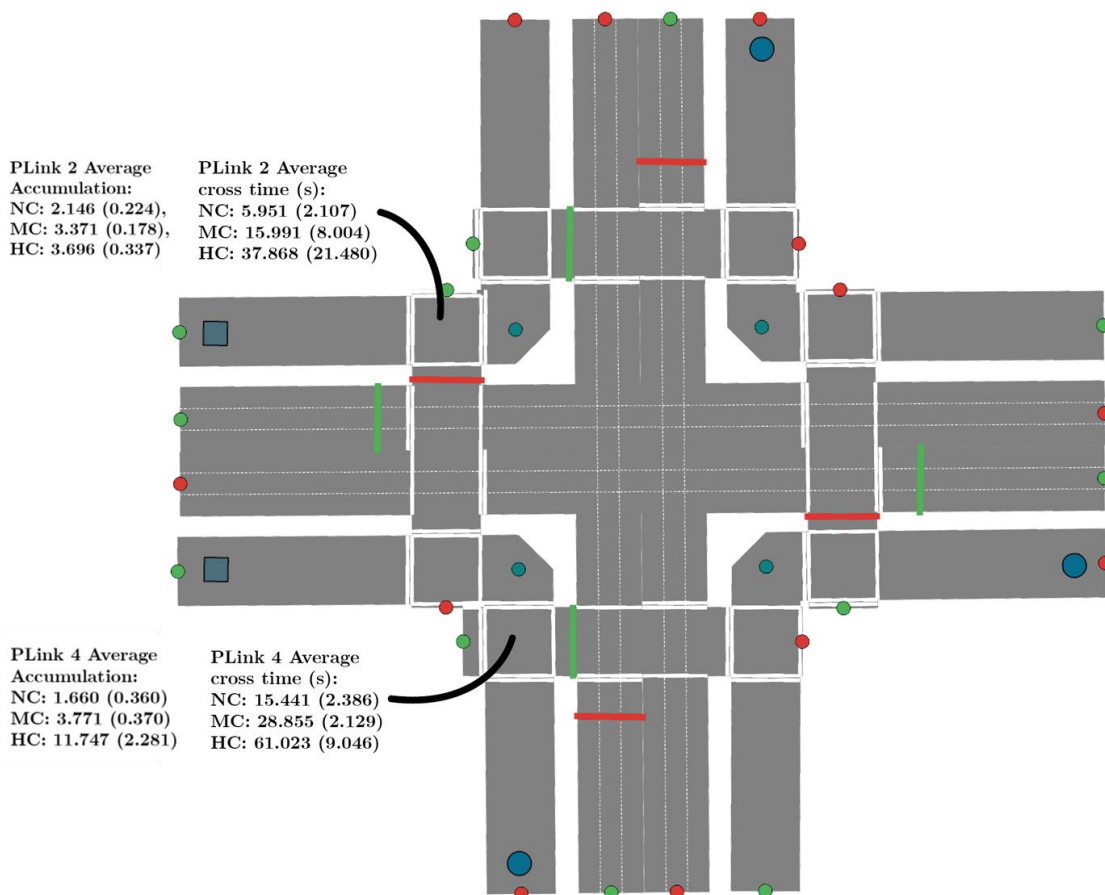 PLink 2 Average
Accumulation:
NC: 2.146 (0.224),
MC: 3.371 (0.178),
HC: 3.696 (0.337)
PLink 2 Average
cross time (s):
NC: 5.951 (2.107)
MC: 15.991 (8.004)
HC: 37.868 (21.480)
PLink 4 Average
Accumulation:
NC: 1.660 (0.360)
MC: 3.771 (0.370)
HC: 11.747 (2.281)
PLink 4 Average
cross time (s):
NC: 15.441 (2.386)
MC: 28.855 (2.129)
HC: 61.023 (9.046)